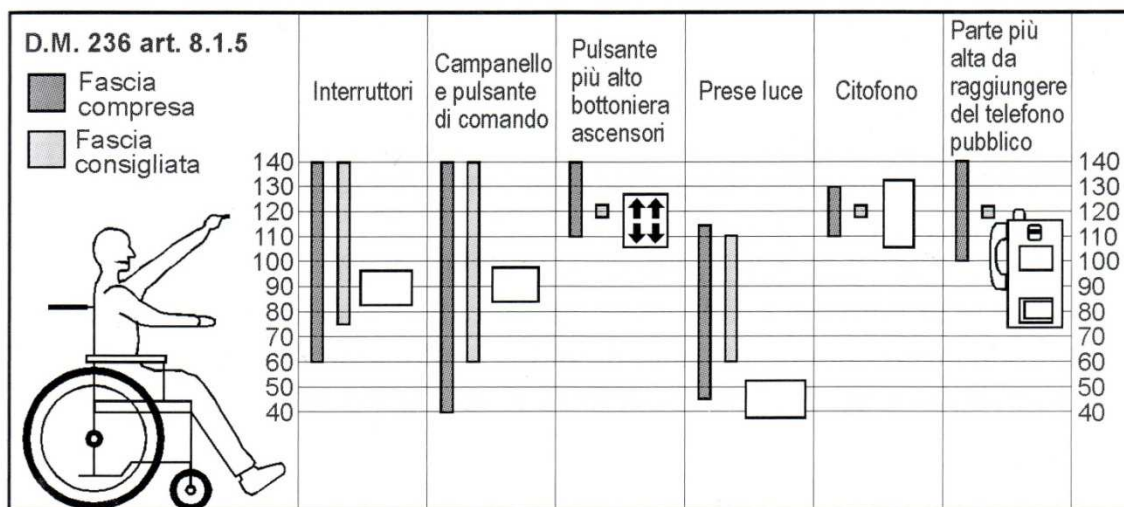 D.M. 236 art. 8.1.5
Fascia
compresa
Fascia
consigliata
Interruttori
Campanello
e pulsante
di comando
Pulsante
più alto
bottoniera
ascensori
Prese luce
Citofono
Parte più
alta da
raggiungere
del telefono
pubblico
140
130
120
110
100
90
80
70
60
50
40
140
130
120
110
100
90
80
70
60
50
40